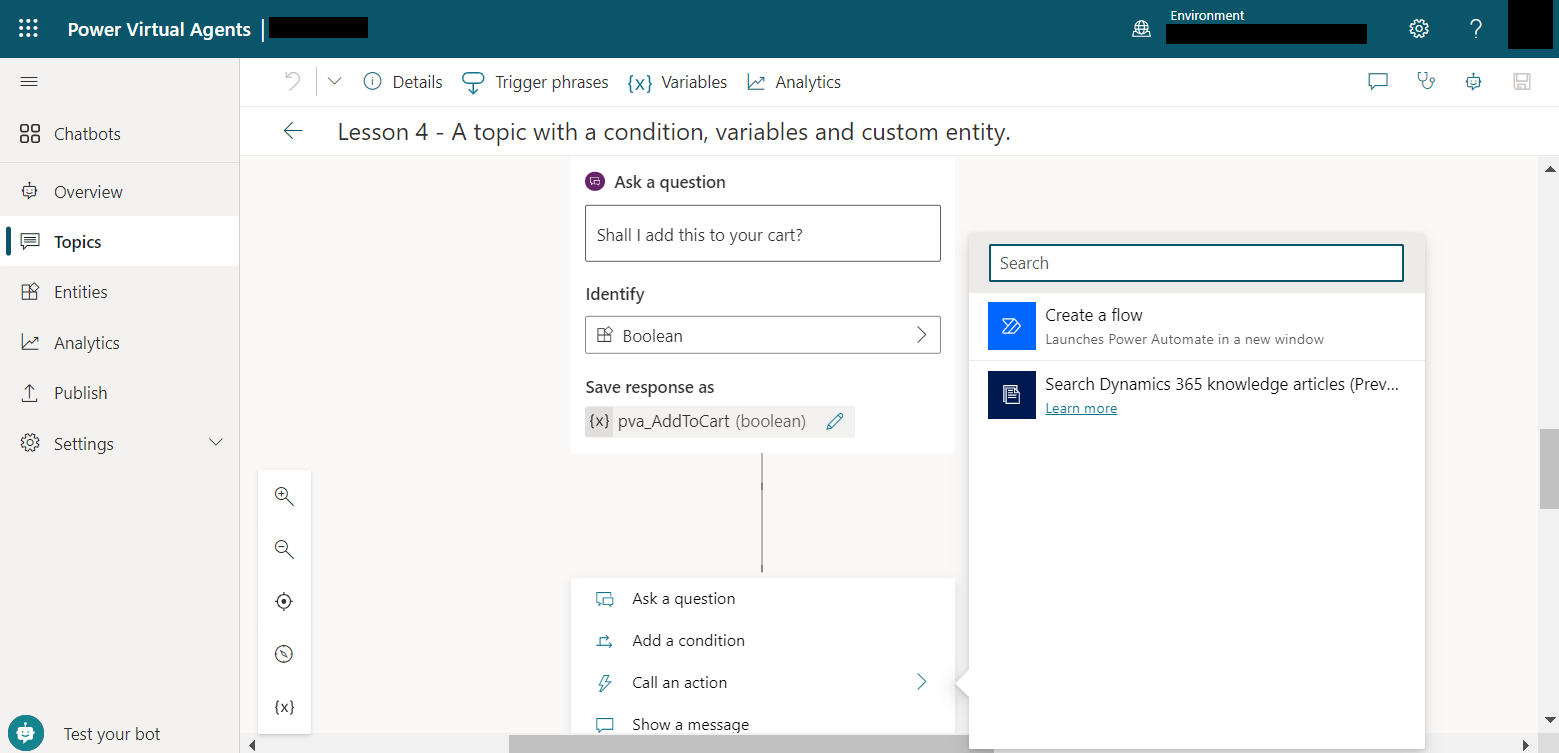 Power Virtual Agents |
Environment
Details
Trigger phrases
{x} Variables
Analytics
Chatbots
Lesson 4 - A topic with a condition, variables and custom entity.
Overview
Topics
Entities
Analytics
Publish
Settings
Ask a question
Shall I add this to your cart?
Identify
Boolean
Save response as
{x} pva_AddToCart (boolean)
Search
Create a flow
Launches Power Automate in a new window
Search Dynamics 365 knowledge articles (Prev...
Learn more
Ask a question
Add a condition
Call an action
Show a message
{x}
Test your bot